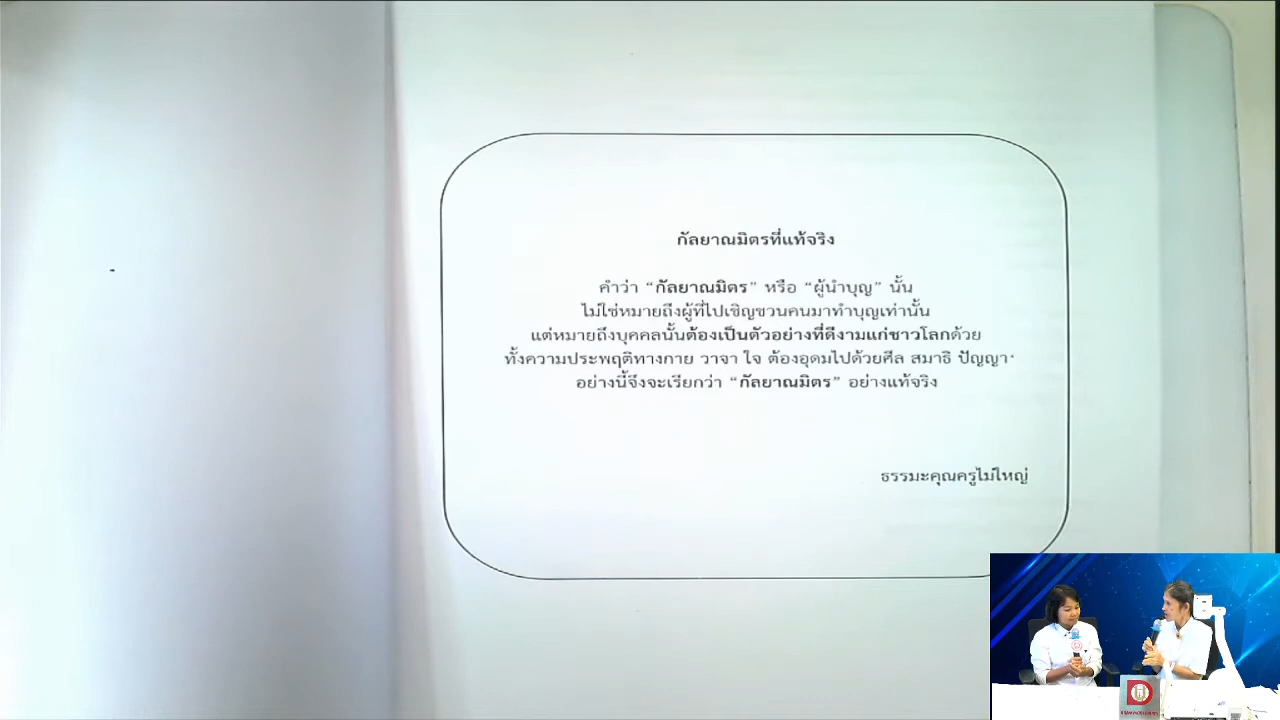 กัลยาณมิตรที่แท้จริง
คำว่า “กัลยาณมิตร” หรือ “ผู้นำบุญ” นั้น
ไม่ใช่หมายถึงผู้ที่ไปเชิญชวนคนมาทำบุญเท่านั้น
แต่หมายถึงบุคคลนั้นต้องเป็นตัวอย่างที่ดีงามแก่ชาวโลกด้วย
ทั้งความประพฤติทางกาย วาจา ใจ ต้องอุดมไปด้วยศีล สมาธิ ปัญญา
อย่างนี้จึงจะเรียกว่า “กัลยาณมิตร” อย่างแท้จริง
ธรรมะคุณครูไม่ใหญ่